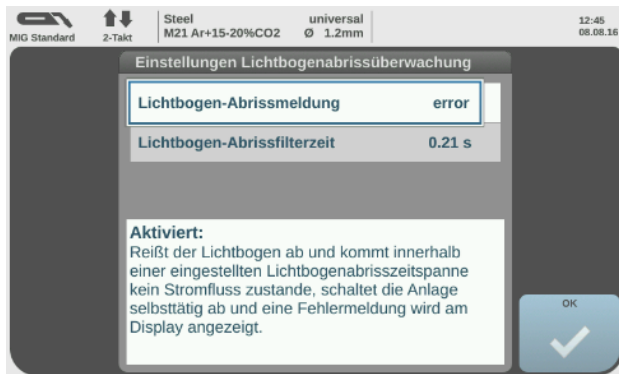 MIG Standard
2-Takt
Steel universal
M21 Ar+15-20%CO2 Ø 1.2mm
12:45
08.08.16
Einstellungen Lichtbogenabrissüberwachung
Lichtbogen-Abrissmeldung error
Lichtbogen-Abrissfilterzeit 0.21 s
Aktiviert:
Reißt der Lichtbogen ab und kommt innerhalb
einer eingestellten Lichtbogenabrisszeitspanne
kein Stromfluss zustande, schaltet die Anlage
selbsttätig ab und eine Fehlermeldung wird am
Display angezeigt.
OK